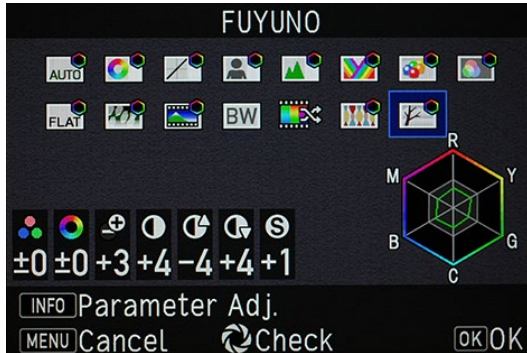 FUYUNO
AUTO
FLAT BW
R
M Y
B G
C
S
±0 ±0 +3 +4 −4 +4 +1
INFO Parameter Adj.
MENU Cancel Check OK OK